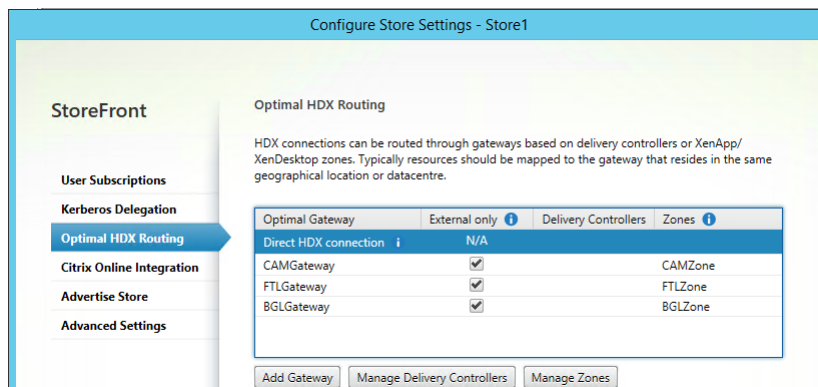 Configure Store Settings - Store1
StoreFront
User Subscriptions
Kerberos Delegation
Optimal HDX Routing
Citrix Online Integration
Advertise Store
Advanced Settings
Optimal HDX Routing
HDX connections can be routed through gateways based on delivery controllers or XenApp/
XenDesktop zones. Typically resources should be mapped to the gateway that resides in the same
geographical location or datacentre.
Optimal Gateway External only i Delivery Controllers Zones i
Direct HDX connection i N/A
CAMGateway CAMZone
FTLGateway FTLZone
BGLGateway BGLZone
Add Gateway Manage Delivery Controllers Manage Zones